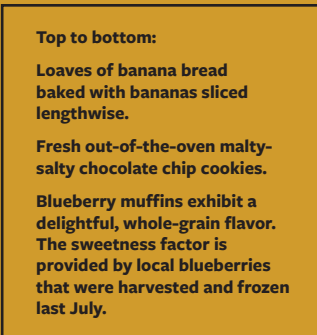 Top to bottom:
Loaves of banana bread
baked with bananas sliced
lengthwise.
Fresh out-of-the-oven malty-
salty chocolate chip cookies.
Blueberry muffins exhibit a
delightful, whole-grain flavor.
The sweetness factor is
provided by local blueberries
that were harvested and frozen
last July.